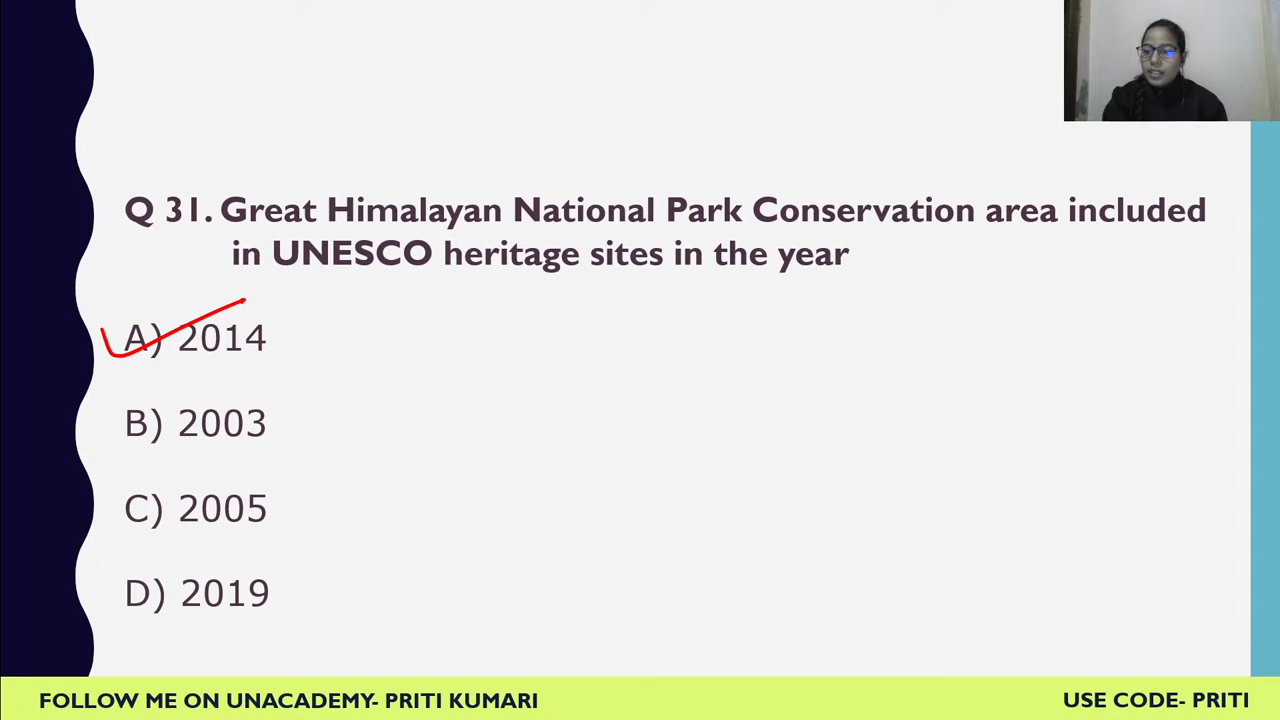 Q 31. Great Himalayan National Park Conservation area included
in UNESCO heritage sites in the year
A) 2014
B) 2003
C) 2005
D) 2019
FOLLOW ME ON UNACADEMY- PRITI KUMARI
USE CODE- PRITI